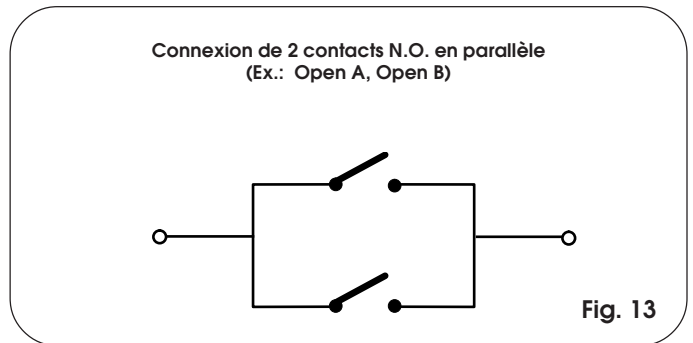 Connexion de 2 contacts N.O. en parallèle
(Ex.: Open A, Open B)
Fig. 13